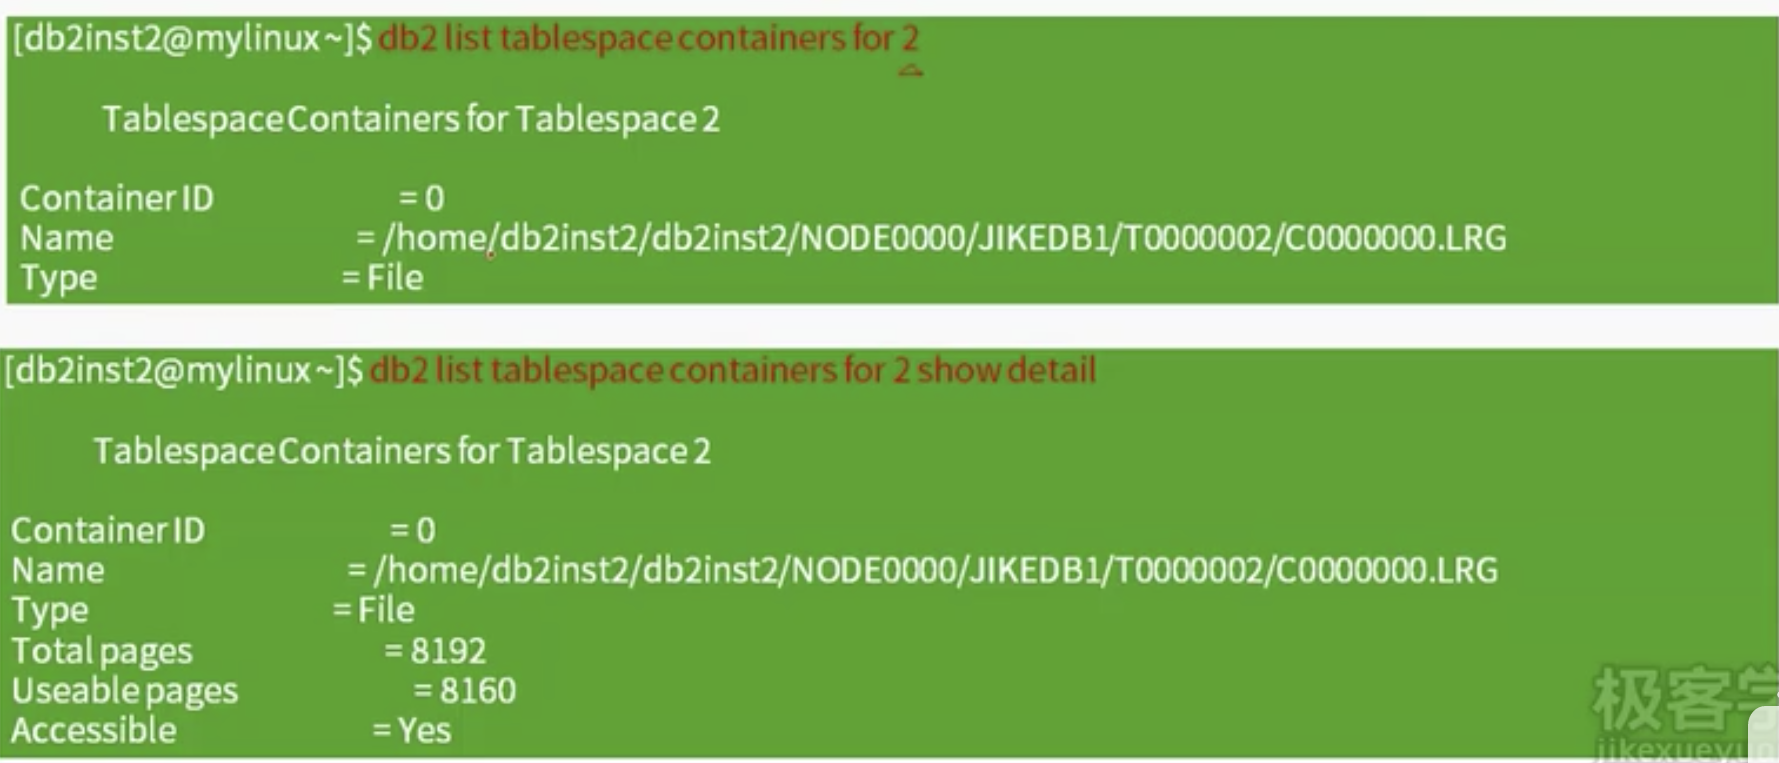 [db2inst2@mylinux ~]$ db2 list tablespace containers for 2
Tablespace Containers for Tablespace 2
Container ID = 0
Name = /home/db2inst2/db2inst2/NODE0000/JIKEDB1/T0000002/C0000000.LRG
Type = File
[db2inst2@mylinux ~]$ db2 list tablespace containers for 2 show detail
Tablespace Containers for Tablespace 2
Container ID = 0
Name = /home/db2inst2/db2inst2/NODE0000/JIKEDB1/T0000002/C0000000.LRG
Type = File
Total pages = 8192
Useable pages = 8160
Accessible = Yes
极客学